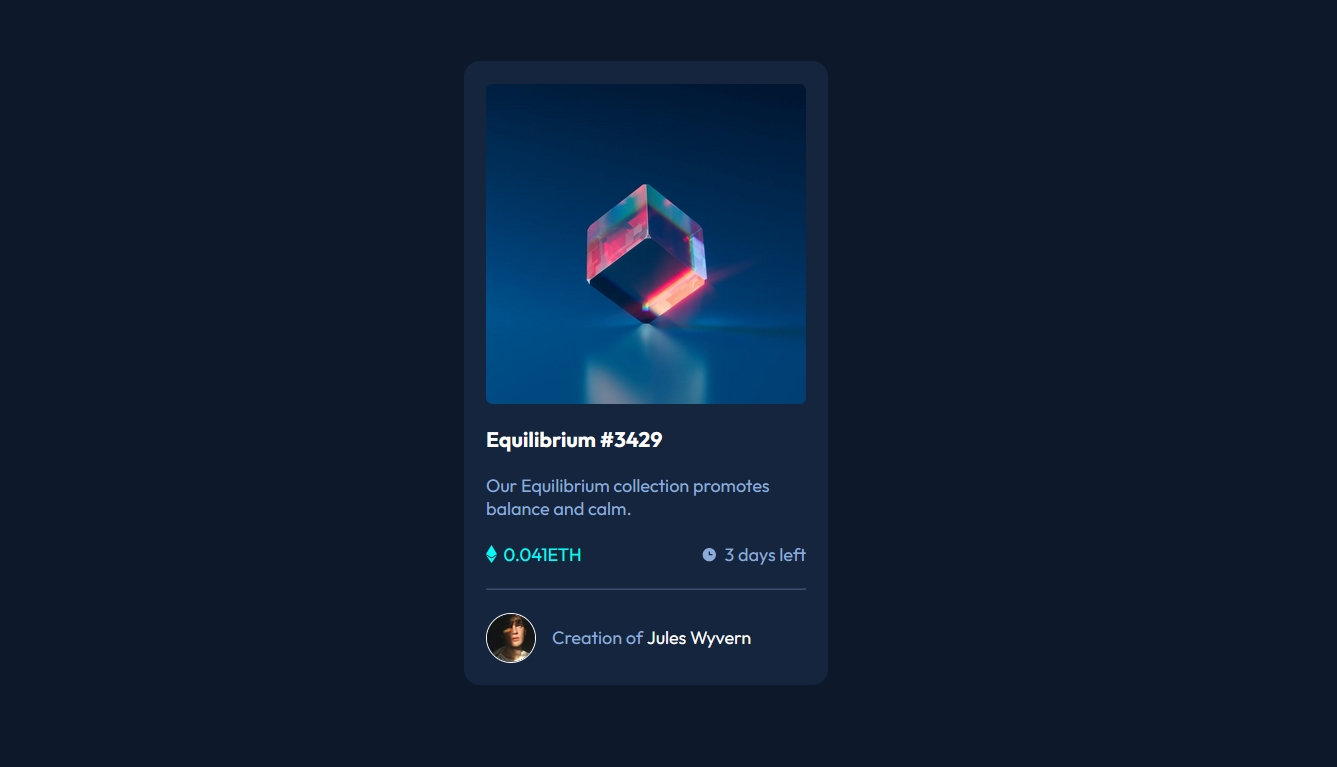 Equilibrium #3429
Our Equilibrium collection promotes
balance and calm.
0.041ETH
3 days left
Creation of Jules Wyvern